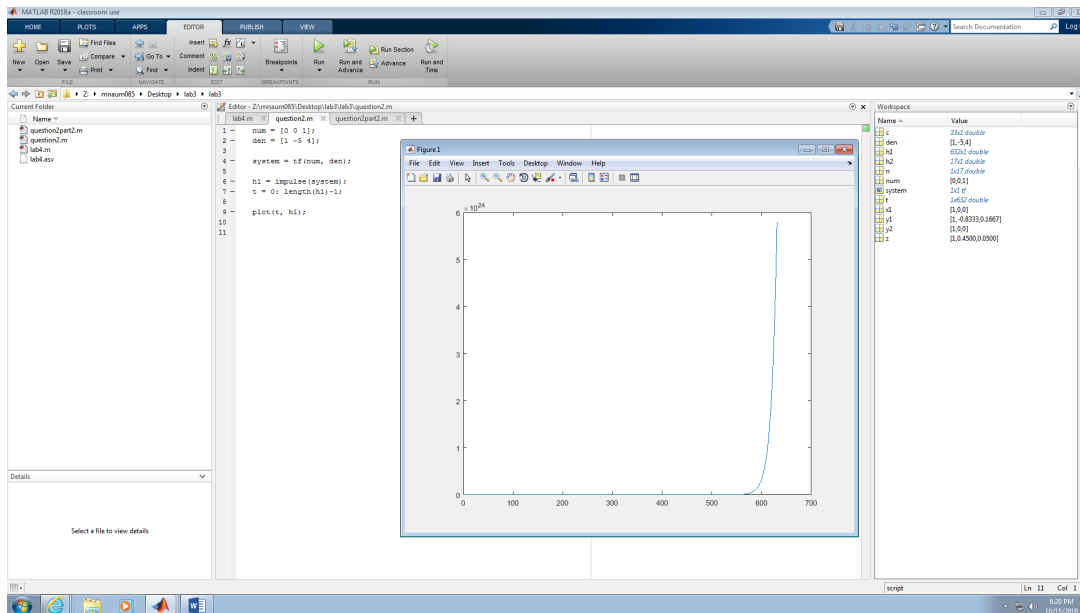 MATLAB R2018a - classroom use
HOME PLOTS APPS EDITOR PUBLISH VIEW
Search Documentation
Log
New
Open
Save
Find Files
Compare
Print
FILE
Go To
Find
NAVIGATE
Insert
Comment
Indent
EDIT
Breakpoints
BREAKPOINTS
Run
Run and Advance
Run Section
Advance
Run and Time
RUN
Z: ▸ mnaum085 ▸ Desktop ▸ lab3 ▸ lab3
Current Folder
Name
question2part2.m
question2.m
lab4.m
lab4.asv
Details
Select a file to view details
Editor - Z:\mnaum085\Desktop\lab3\lab3\question2.m
lab4.m question2.m question2part2.m +
1 - num = [0 0 1];
2 - den = [1 -5 4];
3
4 - system = tf(num, den);
5
6 - h1 = impulse(system);
7 - t = 0: length(h1)-1;
8
9 - plot(t, h1);
10
11
Figure 1
File Edit View Insert Tools Desktop Window Help
×10^24
6
5
4
3
2
1
0
0 100 200 300 400 500 600 700
Workspace
Name Value
c 33x1 double
den [1,-5,4]
h1 632x1 double
h2 17x1 double
n 1x17 double
num [0,0,1]
system 1x1 tf
t 1x632 double
x1 [1,0,0]
y1 [1,-0.8333,0.1667]
y2 [1,0,0]
z [1,0.4500,0.0500]
script
Ln 11 Col 1
6:20 PM
10/15/2018